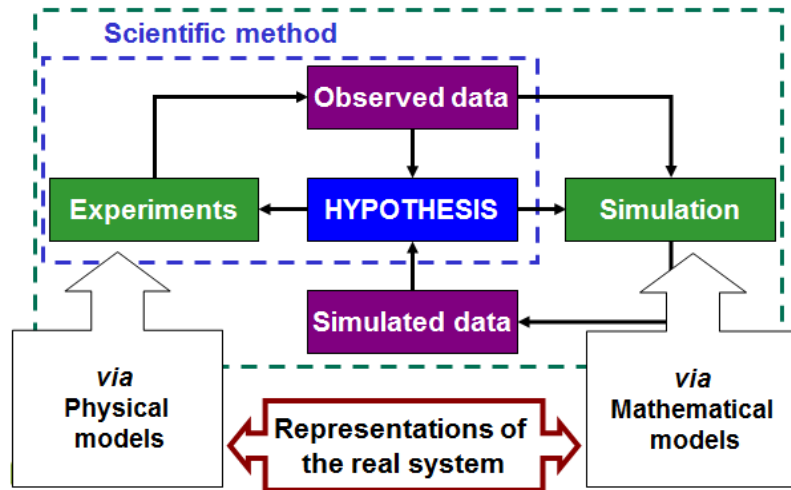 Scientific method
Observed data
Experiments
HYPOTHESIS
Simulation
Simulated data
via
Physical
models
Representations of
the real system
via
Mathematical
models